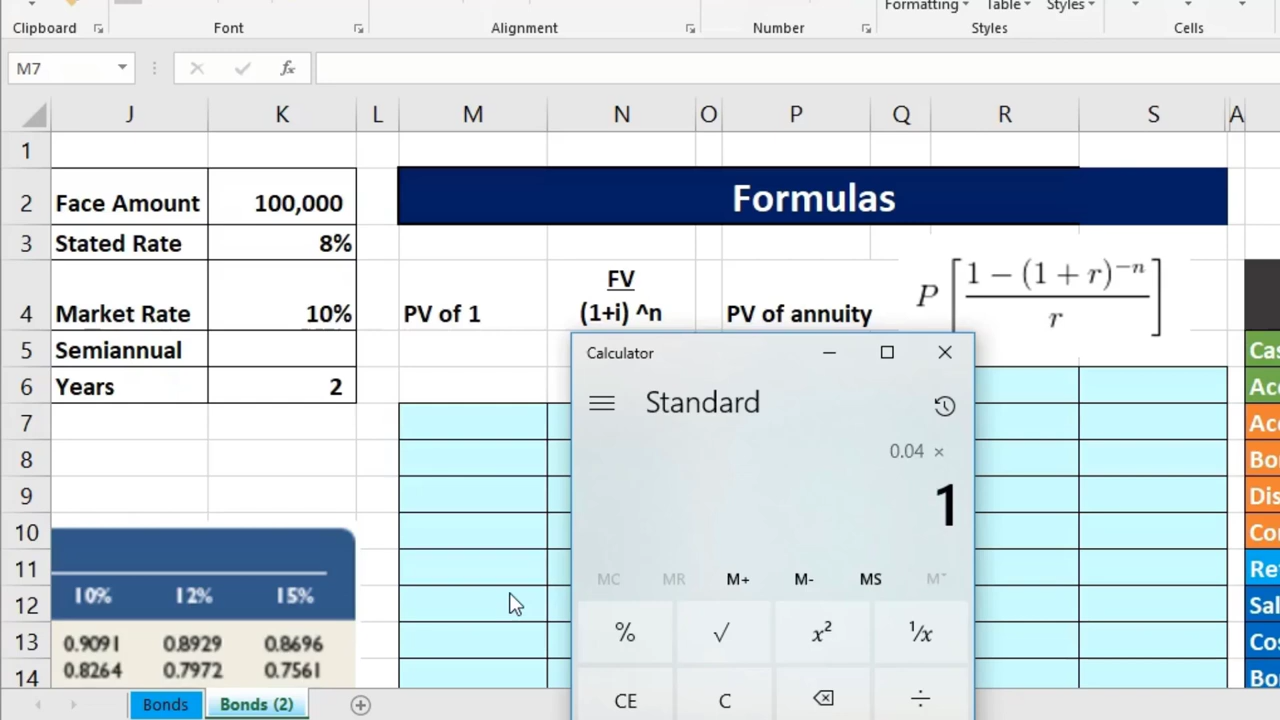 Formatting Table Styles
Clipboard Font Alignment Number Styles Cells
M7 fx
J K L M N O P Q R S A
1
2 Face Amount 100,000 Formulas
3 Stated Rate 8%
FV
4 Market Rate 10% PV of 1 (1+i) ^n PV of annuity P [ 1 − (1 + r)⁻ⁿ / r ]
5 Semiannual
6 Years 2
7
8
9
10
11
12
13
14
10% 12% 15%
0.9091 0.8929 0.8696
0.8264 0.7972 0.7561
Calculator
Standard
0.04 ×
1
MC MR M+ M- MS M˅
% √ x² ¹/x
CE C ÷
Bonds Bonds (2)